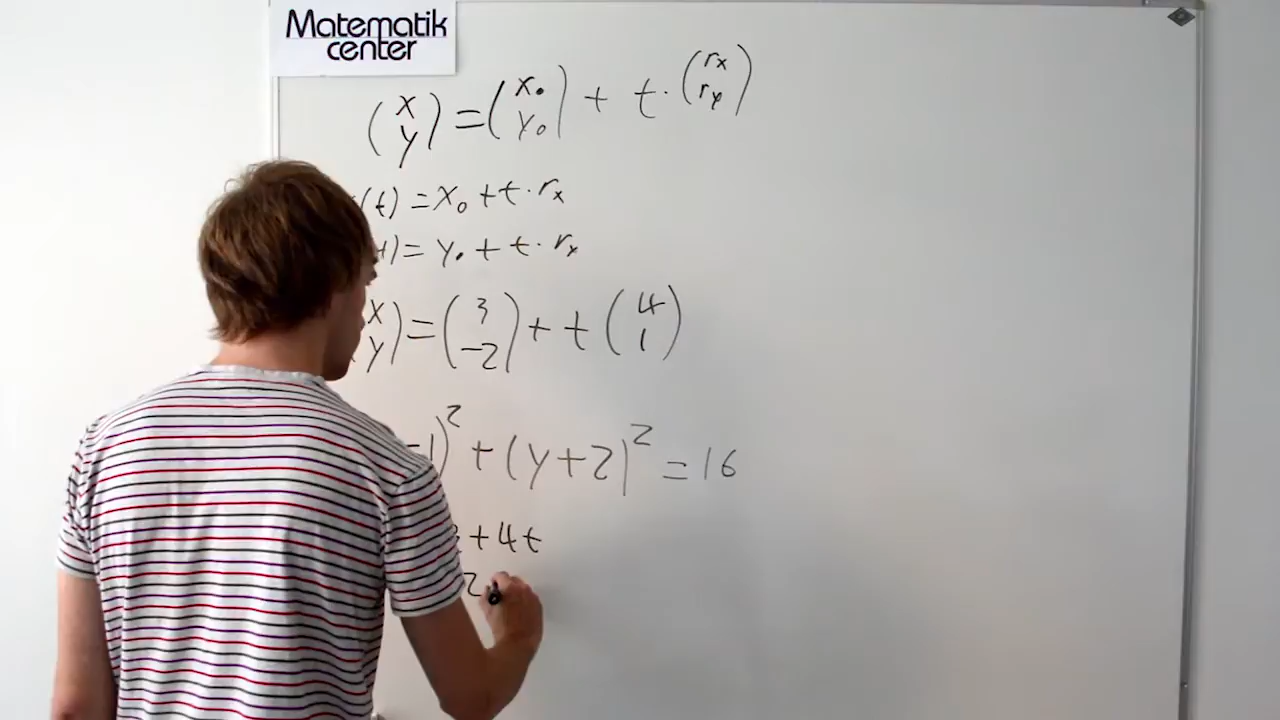 Matematik
center
(x y) = (x₀ y₀) + t · (rx ry)
(t) = x₀ + t · rx
t) = y₀ + t · ry
x y) = (3 -2) + t (4 1)
-1)² + (y+2)² = 16
+ 4t
2